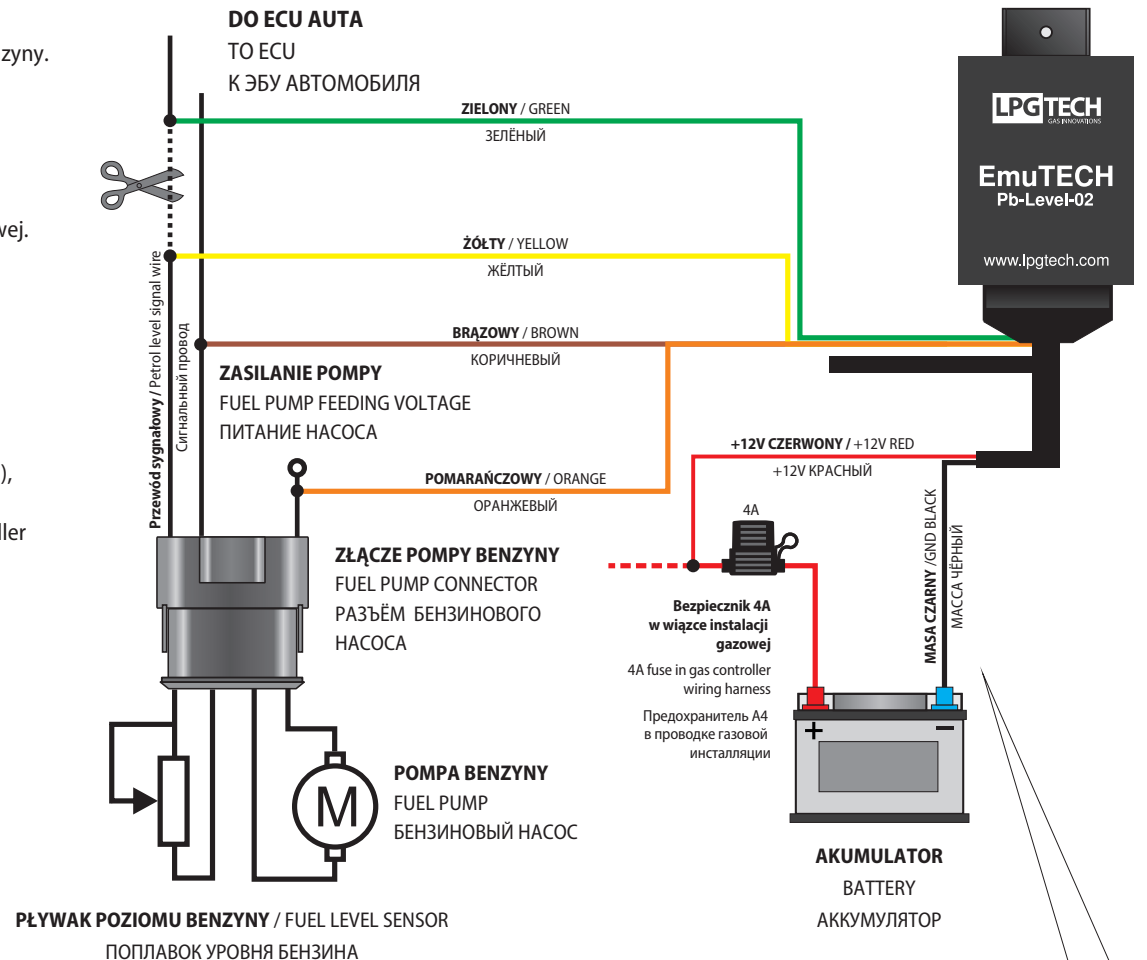 zyny.
wej.
),
ller
DO ECU AUTA
TO ECU
К ЭБУ АВТОМОБИЛЯ
ZIELONY / GREEN
ЗЕЛЁНЫЙ
ŻÓŁTY / YELLOW
ЖЁЛТЫЙ
BRĄZOWY / BROWN
КОРИЧНЕВЫЙ
Przewód sygnałowy / Petrol level signal wire
Сигнальный провод
ZASILANIE POMPY
FUEL PUMP FEEDING VOLTAGE
ПИТАНИЕ НАСОСА
POMARAŃCZOWY / ORANGE
ОРАНЖЕВЫЙ
LPGTECH
GAS INNOVATIONS
EmuTECH
Pb-Level-02
www.lpgtech.com
+12V CZERWONY / +12V RED
+12V КРАСНЫЙ
4A
MASA CZARNY /GND BLACK
МАССА ЧЁРНЫЙ
ZŁĄCZE POMPY BENZYNY
FUEL PUMP CONNECTOR
РАЗЪЁМ БЕНЗИНОВОГО
НАСОСА
Bezpiecznik 4A
w wiązce instalacji
gazowej
4A fuse in gas controller
wiring harness
Предохранитель А4
в проводке газовой
инсталляции
+ −
M
POMPA BENZYNY
FUEL PUMP
БЕНЗИНОВЫЙ НАСОС
AKUMULATOR
BATTERY
АККУМУЛЯТОР
PŁYWAK POZIOMU BENZYNY / FUEL LEVEL SENSOR
ПОПЛАВОК УРОВНЯ БЕНЗИНА